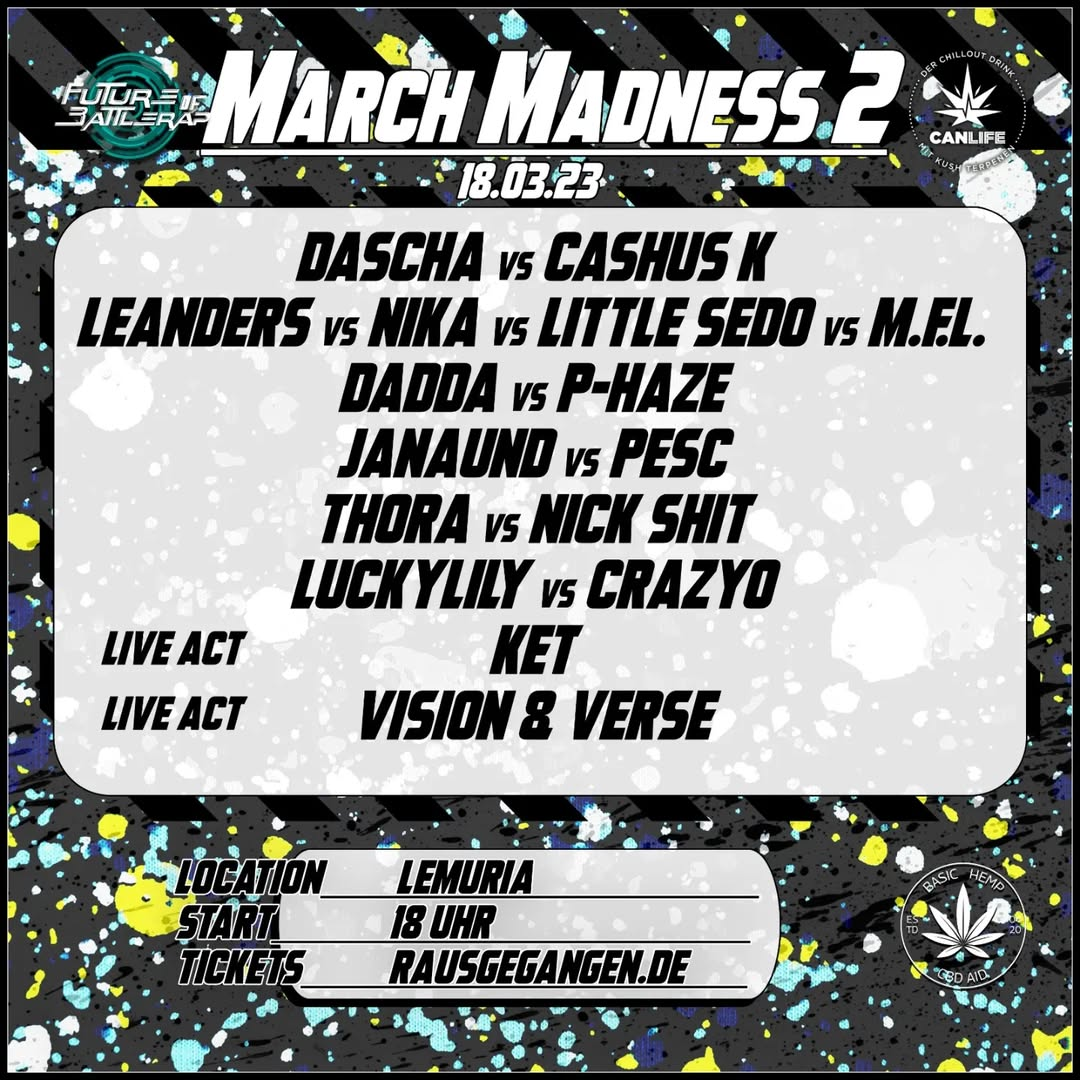 FUTURE OF
BATTLERAP
MARCH MADNESS 2
18.03.23
DER CHILLOUT DRINK
CANLIFE
MIT KUSH TERPENEN
DASCHA VS CASHUS K
LEANDERS VS NIKA VS LITTLE SEDO VS M.F.L.
DADDA VS P-HAZE
JANAUND VS PESC
THORA VS NICK SHIT
LUCKYLILY VS CRAZYO
LIVE ACT KET
LIVE ACT VISION & VERSE
LOCATION LEMURIA
START 18 UHR
TICKETS RAUSGEGANGEN.DE
BASIC HEMP
ES
TD
20
CBD AID